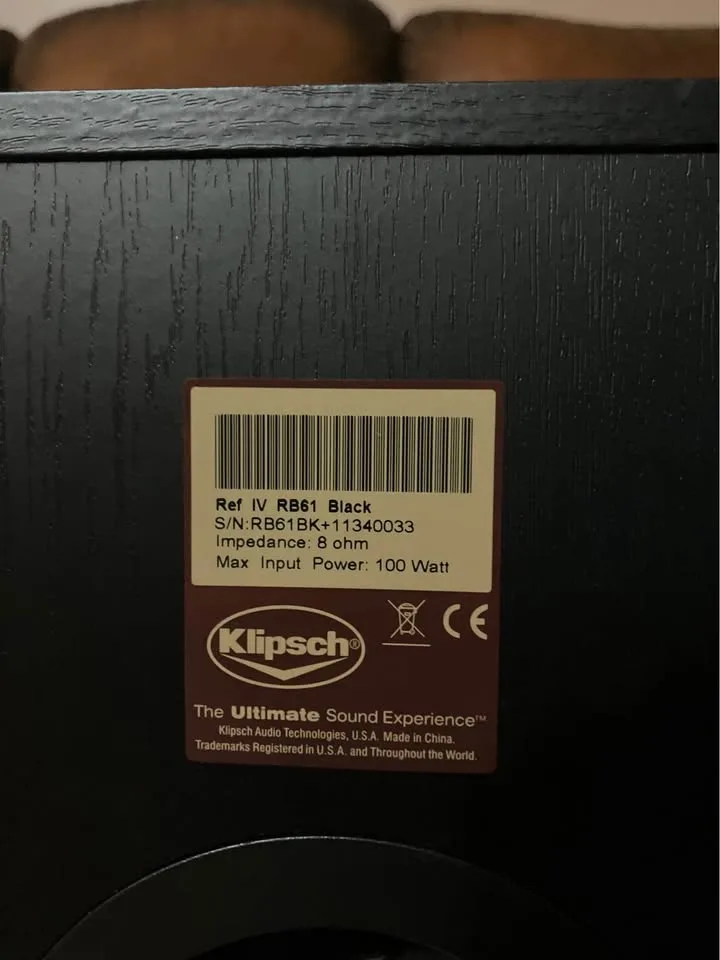 Ref IV RB61 Black
S/N:RB61BK+11340033
Impedance: 8 ohm
Max Input Power: 100 Watt
CE
Klipsch®
The Ultimate Sound Experience™
Klipsch Audio Technologies, U.S.A. Made in China.
Trademarks Registered in U.S.A. and Throughout the World.